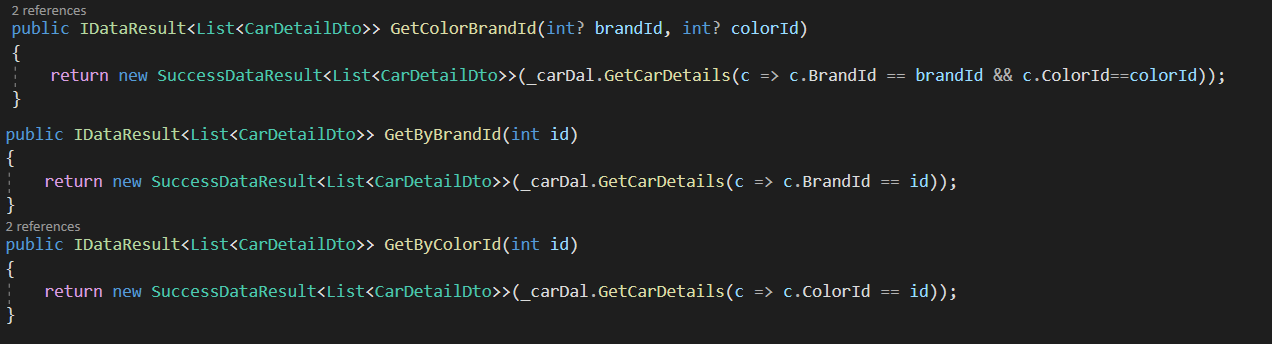 2 references
public IDataResult<List<CarDetailDto>> GetColorBrandId(int? brandId, int? colorId)
{
return new SuccessDataResult<List<CarDetailDto>>(_carDal.GetCarDetails(c => c.BrandId == brandId && c.ColorId==colorId));
}
public IDataResult<List<CarDetailDto>> GetByBrandId(int id)
{
return new SuccessDataResult<List<CarDetailDto>>(_carDal.GetCarDetails(c => c.BrandId == id));
}
2 references
public IDataResult<List<CarDetailDto>> GetByColorId(int id)
{
return new SuccessDataResult<List<CarDetailDto>>(_carDal.GetCarDetails(c => c.ColorId == id));
}